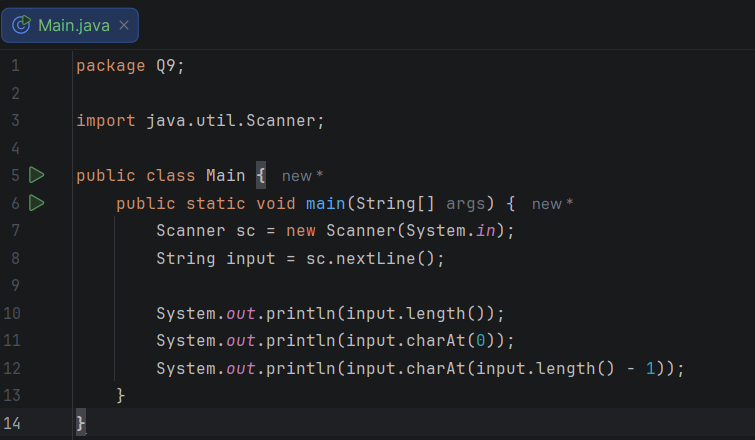 Main.java
1 package Q9;
2
3 import java.util.Scanner;
4
5 public class Main { new *
6     public static void main(String[] args) { new *
7         Scanner sc = new Scanner(System.in);
8         String input = sc.nextLine();
9
10         System.out.println(input.length());
11         System.out.println(input.charAt(0));
12         System.out.println(input.charAt(input.length() - 1));
13     }
14 }